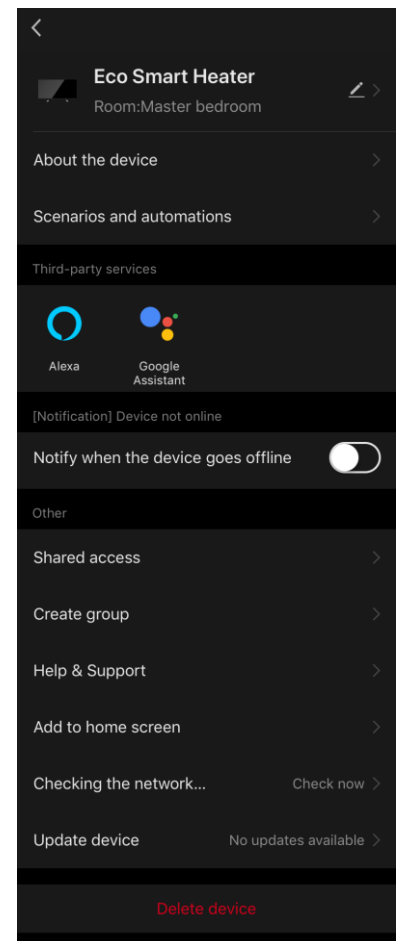 Eco Smart Heater
Room:Master bedroom
About the device
Scenarios and automations
Third-party services
Alexa
Google
Assistant
[Notification] Device not online
Notify when the device goes offline
Other
Shared access
Create group
Help & Support
Add to home screen
Checking the network... Check now
Update device No updates available
Delete device